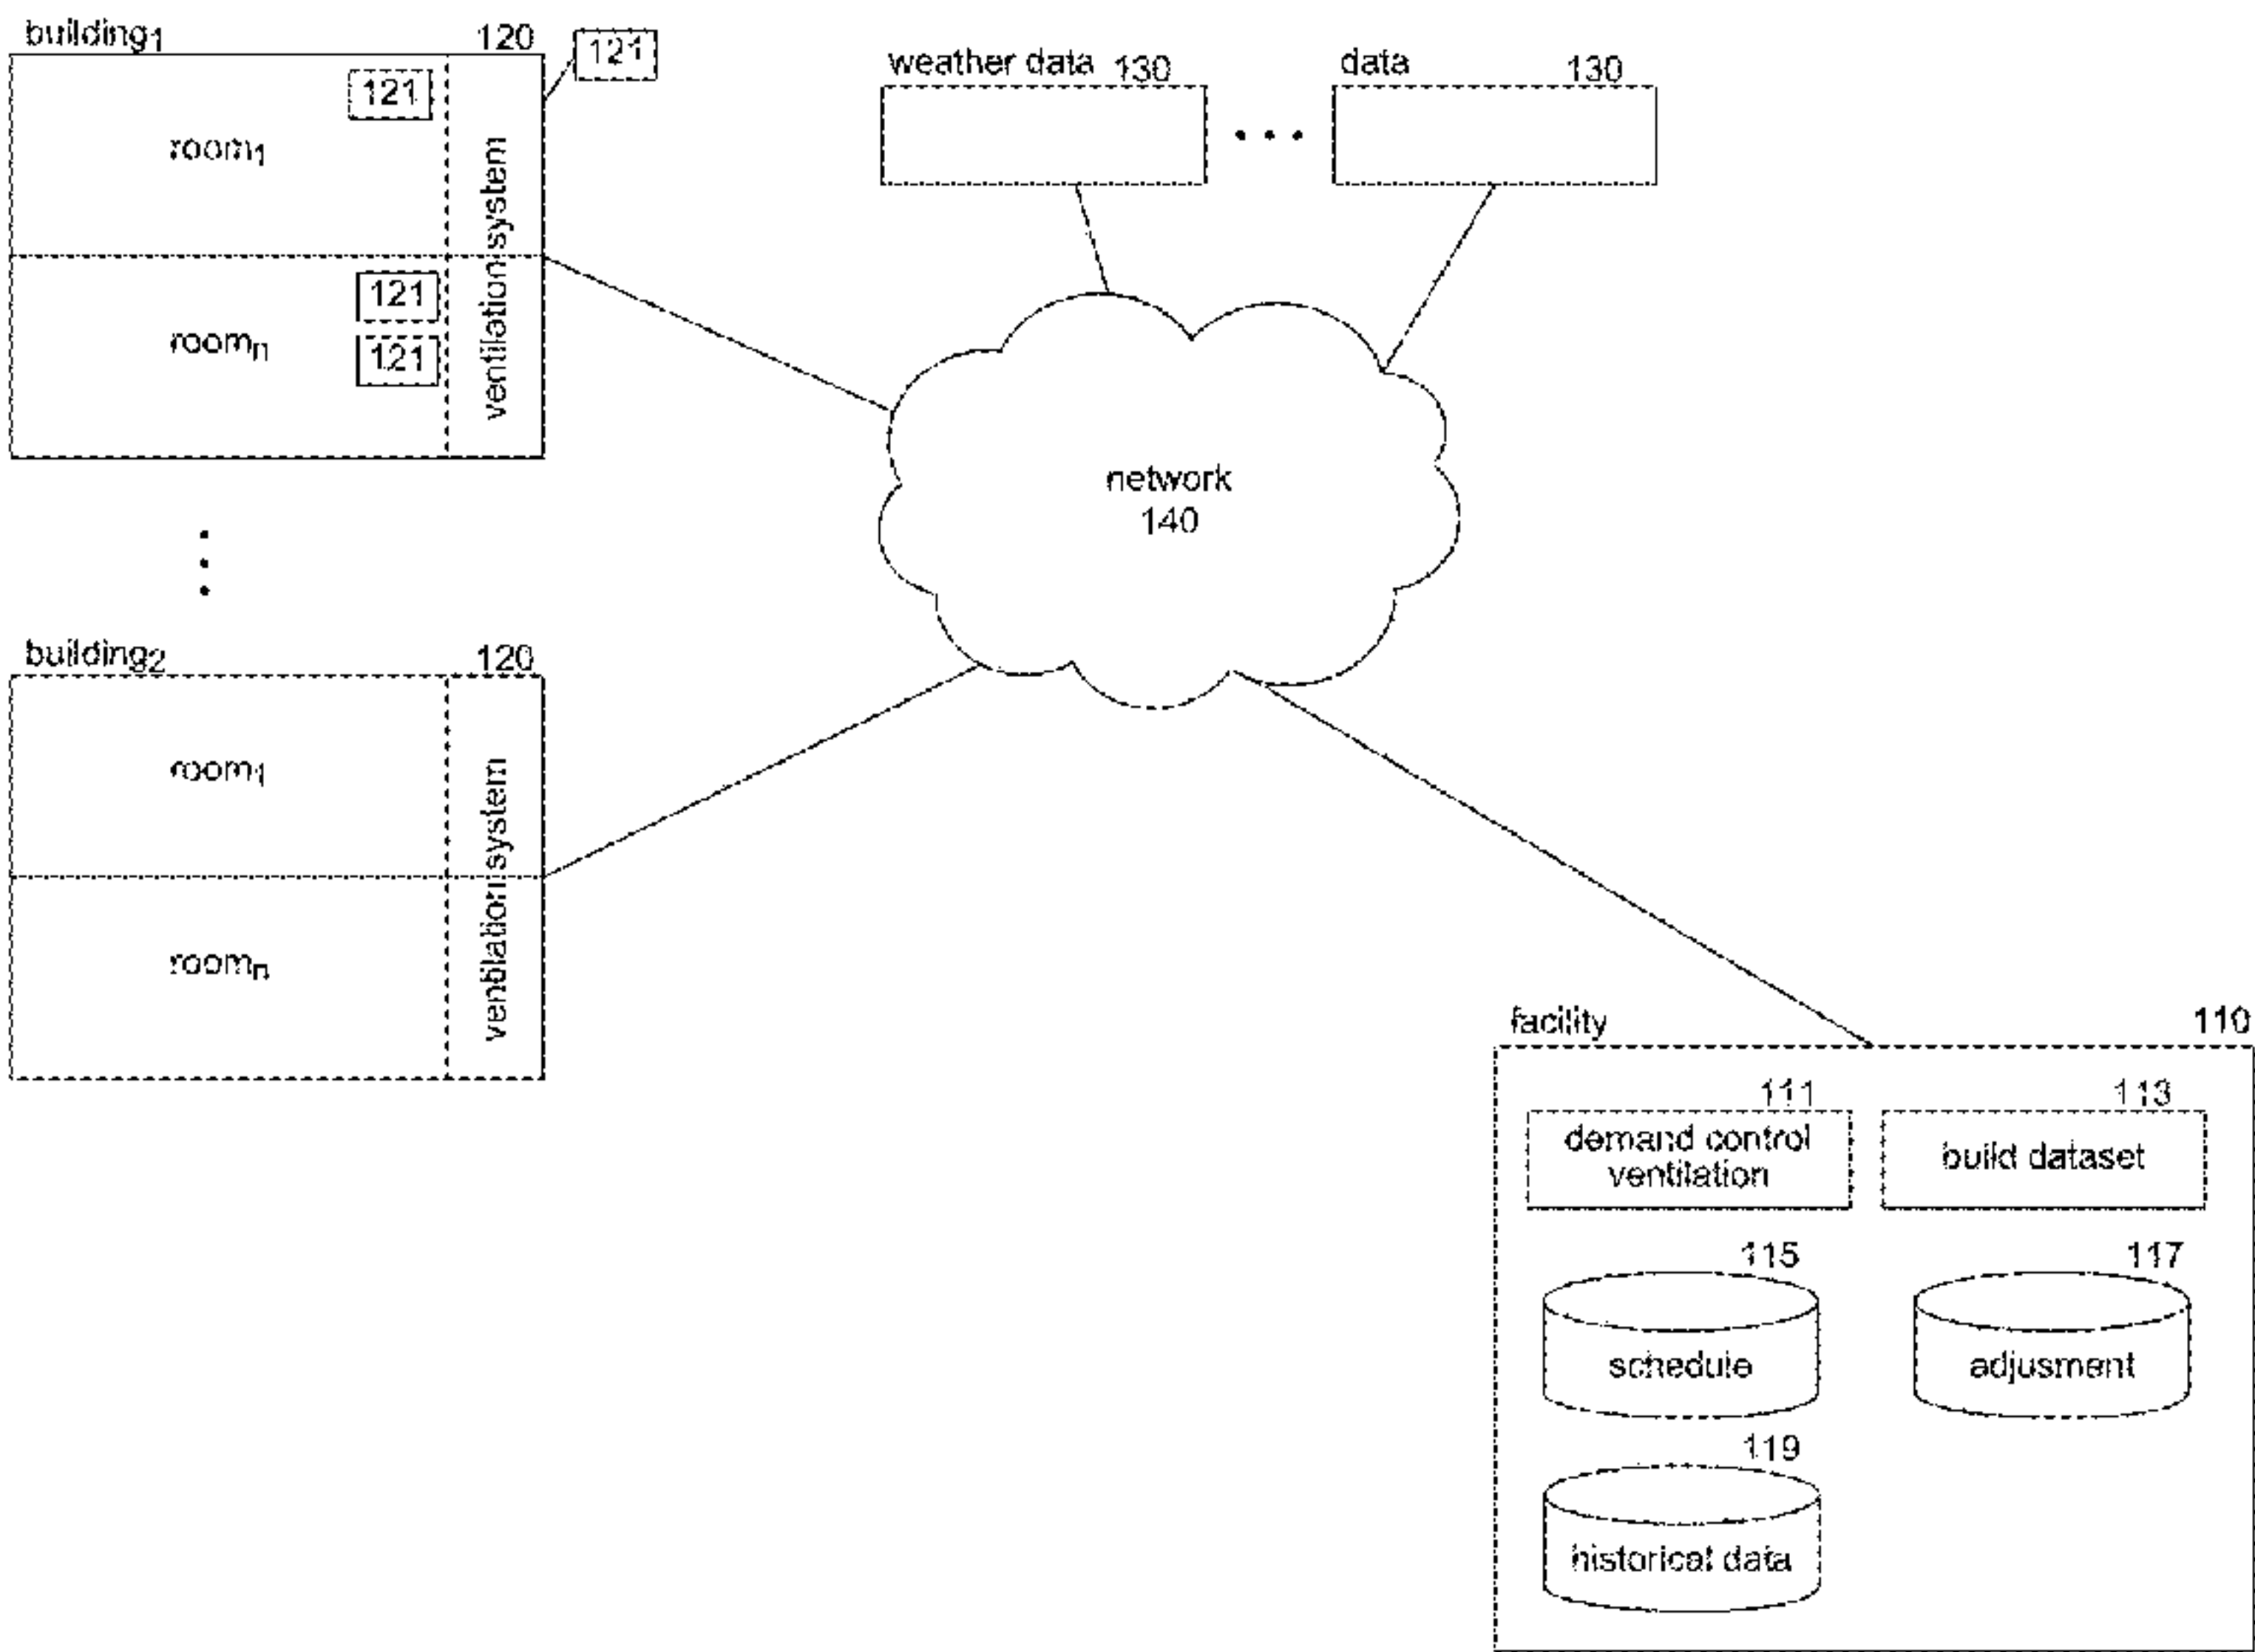 building1 120
121
121
room1
ventilation system
121
roomn
121
weather data 130
data 130
network
140
building2 120
room1
ventilation system
roomn
facility 110
111
demand control
ventilation
113
build dataset
115
schedule
117
adjusment
119
historical data